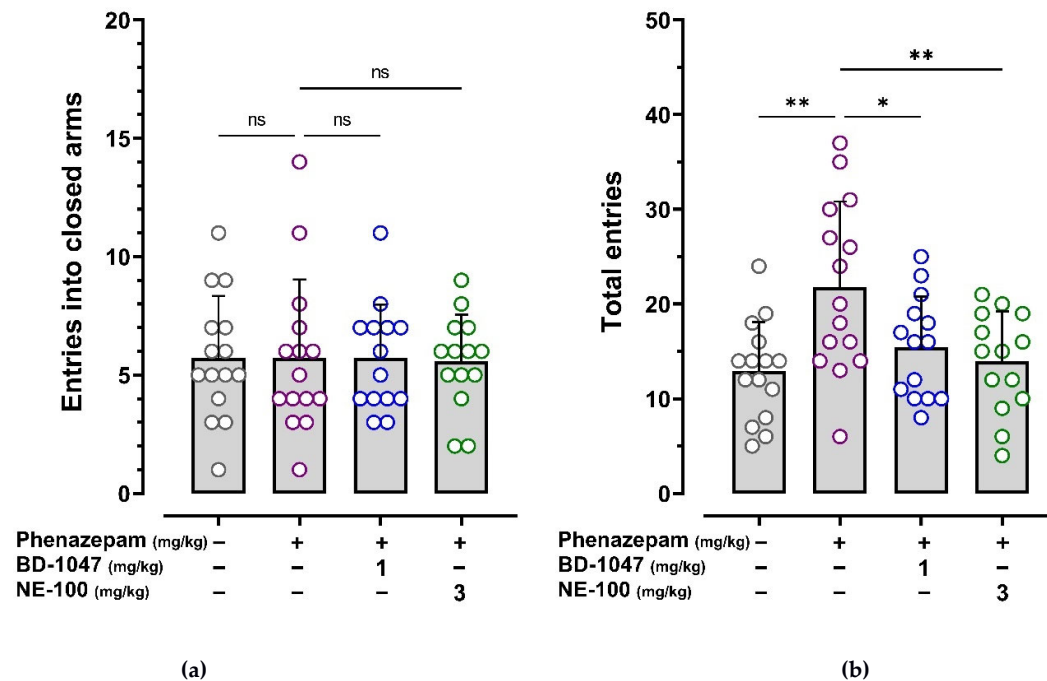 20
15
10
5
0
Entries into closed arms
ns
ns
ns
Phenazepam (mg/kg) – + + +
BD-1047 (mg/kg) – – 1 –
NE-100 (mg/kg) – – – 3
(a)
50
40
30
20
10
0
Total entries
**
**
*
Phenazepam (mg/kg) – + + +
BD-1047 (mg/kg) – – 1 –
NE-100 (mg/kg) – – – 3
(b)